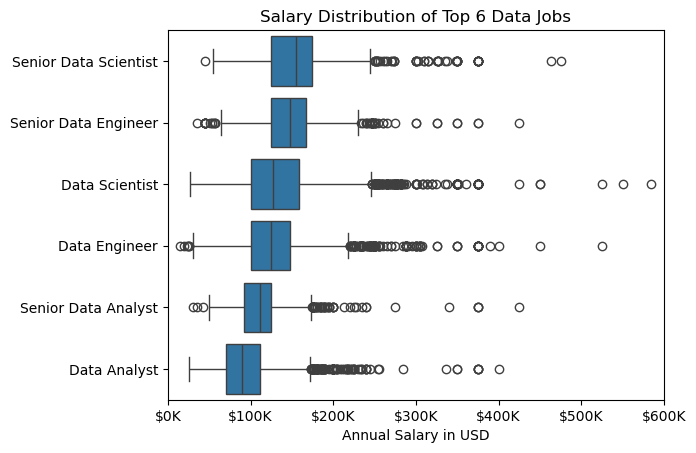 Salary Distribution of Top 6 Data Jobs
Senior Data Scientist
Senior Data Engineer
Data Scientist
Data Engineer
Senior Data Analyst
Data Analyst
$0K $100K $200K $300K $400K $500K $600K
Annual Salary in USD